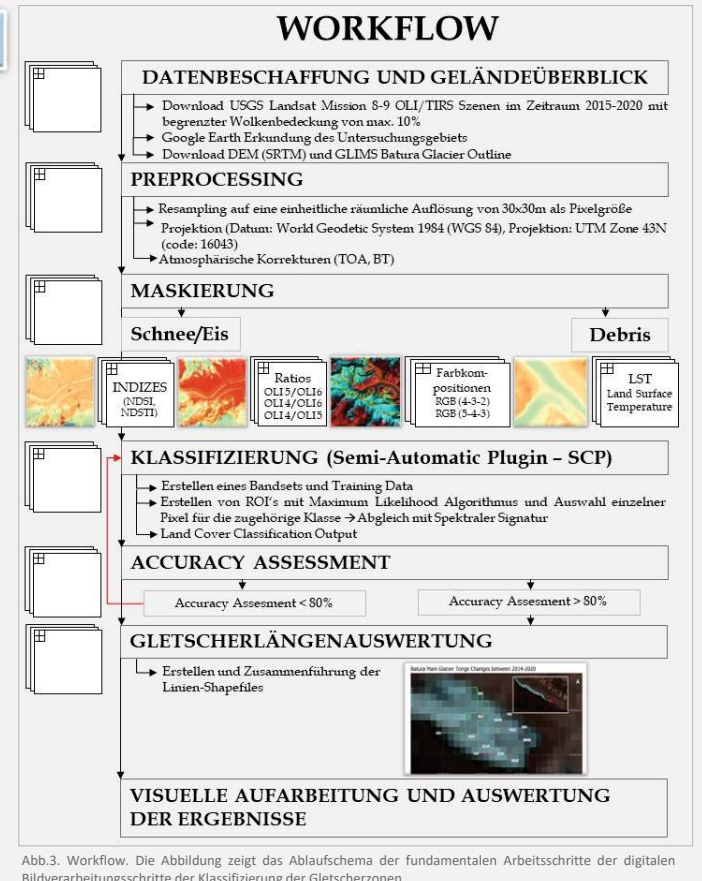 WORKFLOW
DATENBESCHAFFUNG UND GELÄNDEÜBERBLICK
Download USGS Landsat Mission 8-9 OLI/TIRS Szenen im Zeitraum 2015-2020 mit
begrenzter Wolkenbedeckung von max. 10%
Google Earth Erkundung des Untersuchungsgebiets
Download DEM (SRTM) und GLIMS Batura Glacier Outline
PREPROCESSING
Resampling auf eine einheitliche räumliche Auflösung von 30x30m als Pixelgröße
Projektion (Datum: World Geodetic System 1984 (WGS 84), Projektion: UTM Zone 43N
(code: 16043)
Atmosphärische Korrekturen (TOA, BT)
MASKIERUNG
Schnee/Eis
Debris
INDIZES
(NDSI,
NDSTI)
Ratios
OLI 5/OLI6
OLI 4/OLI6
OLI 4/OLI5
Farbkom-
positionen
RGB (4-3-2)
RGB (5-4-3)
LST
Land Surface
Temperature
KLASSIFIZIERUNG (Semi-Automatic Plugin – SCP)
Erstellen eines Bandsets und Training Data
Erstellen von ROI's mit Maximum Likelihood Algorithmus und Auswahl einzelner
Pixel für die zugehörige Klasse → Abgleich mit Spektraler Signatur
Land Cover Classification Output
ACCURACY ASSESSMENT
Accuracy Assesment < 80%
Accuracy Assesment > 80%
GLETSCHERLÄNGENAUSWERTUNG
Erstellen und Zusammenführung der
Linien-Shapefiles
Batura Main Glacier Tonge Changes between 2014-2020
A
VISUELLE AUFARBEITUNG UND AUSWERTUNG
DER ERGEBNISSE
Abb.3. Workflow. Die Abbildung zeigt das Ablaufschema der fundamentalen Arbeitsschritte der digitalen
Bildverarbeitungsschritte der Klassifizierung der Gletscherzonen